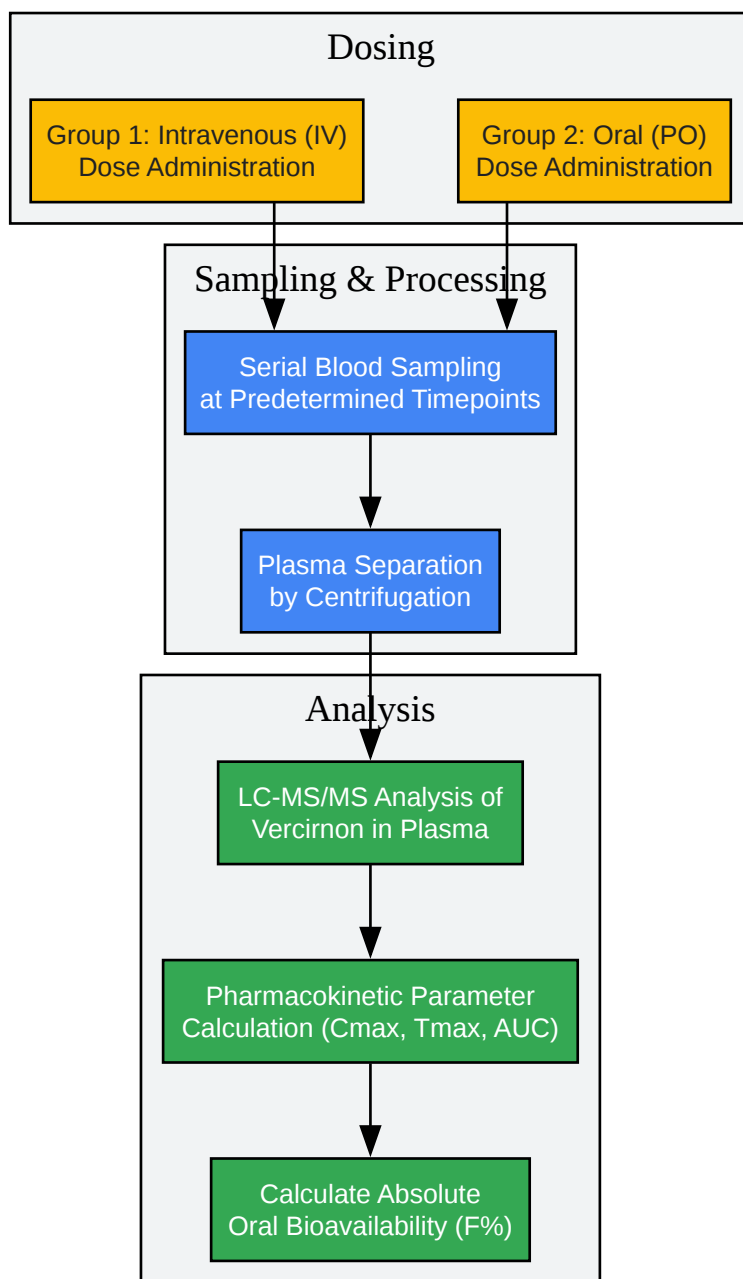 Dosing
Group 1: Intravenous (IV)
Dose Administration
Group 2: Oral (PO)
Dose Administration
Sampling & Processing
Serial Blood Sampling
at Predetermined Timepoints
Plasma Separation
by Centrifugation
Analysis
LC-MS/MS Analysis of
Vercirnon in Plasma
Pharmacokinetic Parameter
Calculation (Cmax, Tmax, AUC)
Calculate Absolute
Oral Bioavailability (F%)